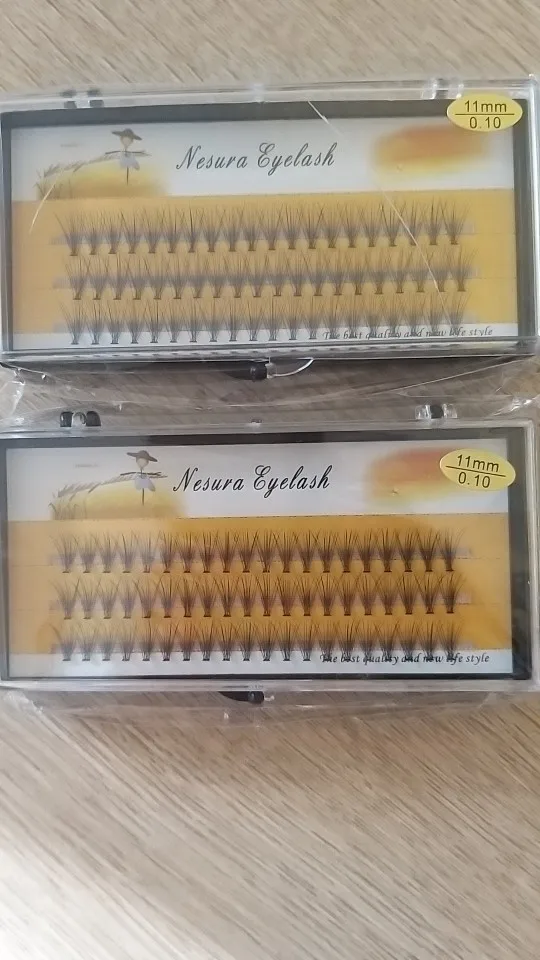 11mm
0.10
Nesura Eyelash
The best quality and new life style
11mm
0.10
Nesura Eyelash
The best quality and new life style